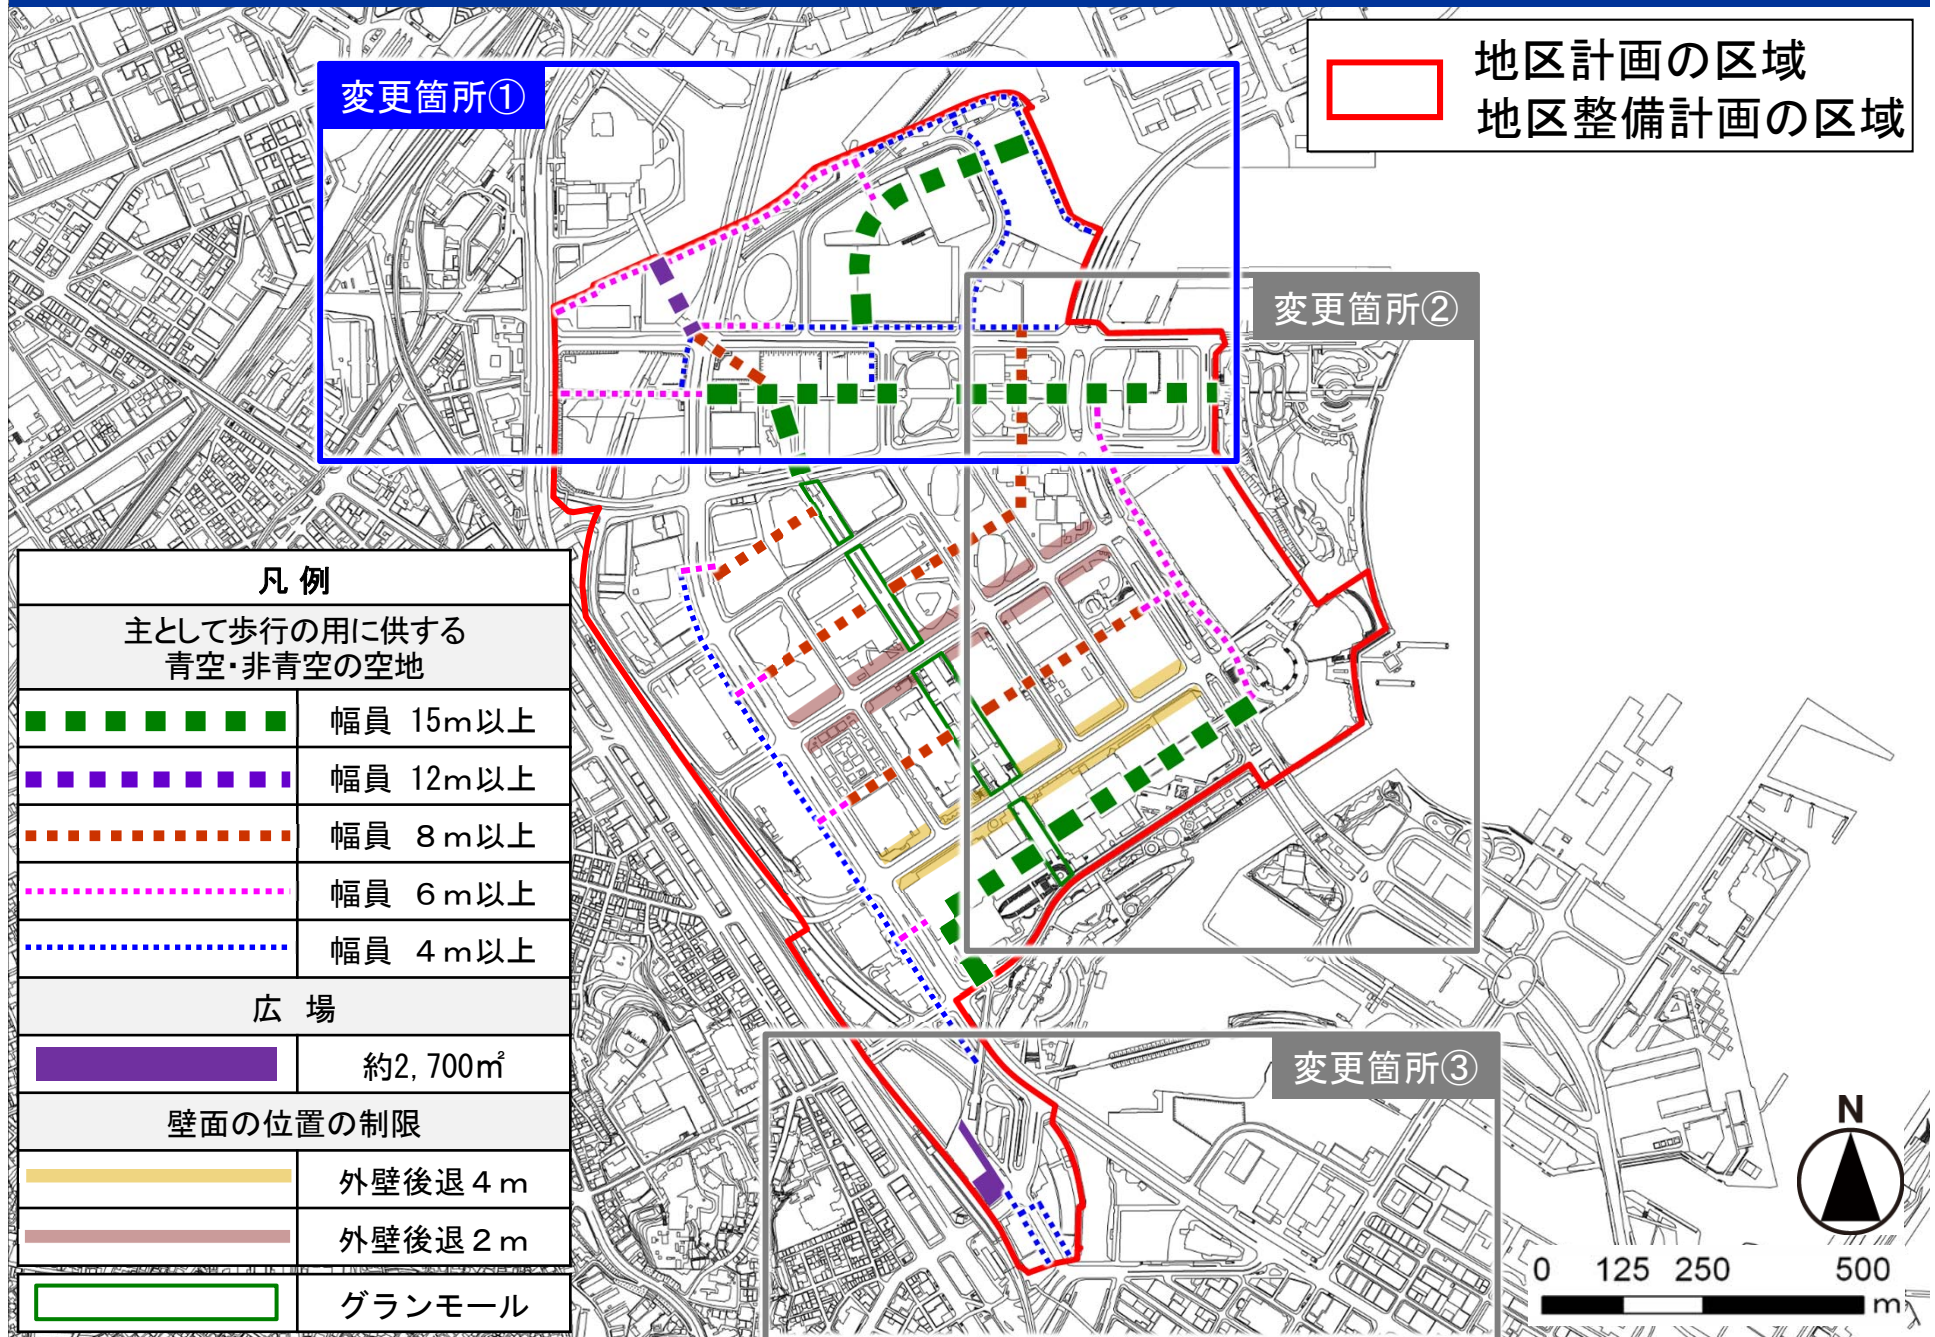 変更箇所①
地区計画の区域
地区整備計画の区域
変更箇所②
凡 例
主として歩行の用に供する
青空・非青空の空地
幅員 15m以上
幅員 12m以上
幅員 8m以上
幅員 6m以上
幅員 4m以上
広 場
約2,700㎡
壁面の位置の制限
外壁後退4m
外壁後退2m
グランモール
変更箇所③
N
0 125 250 500
m